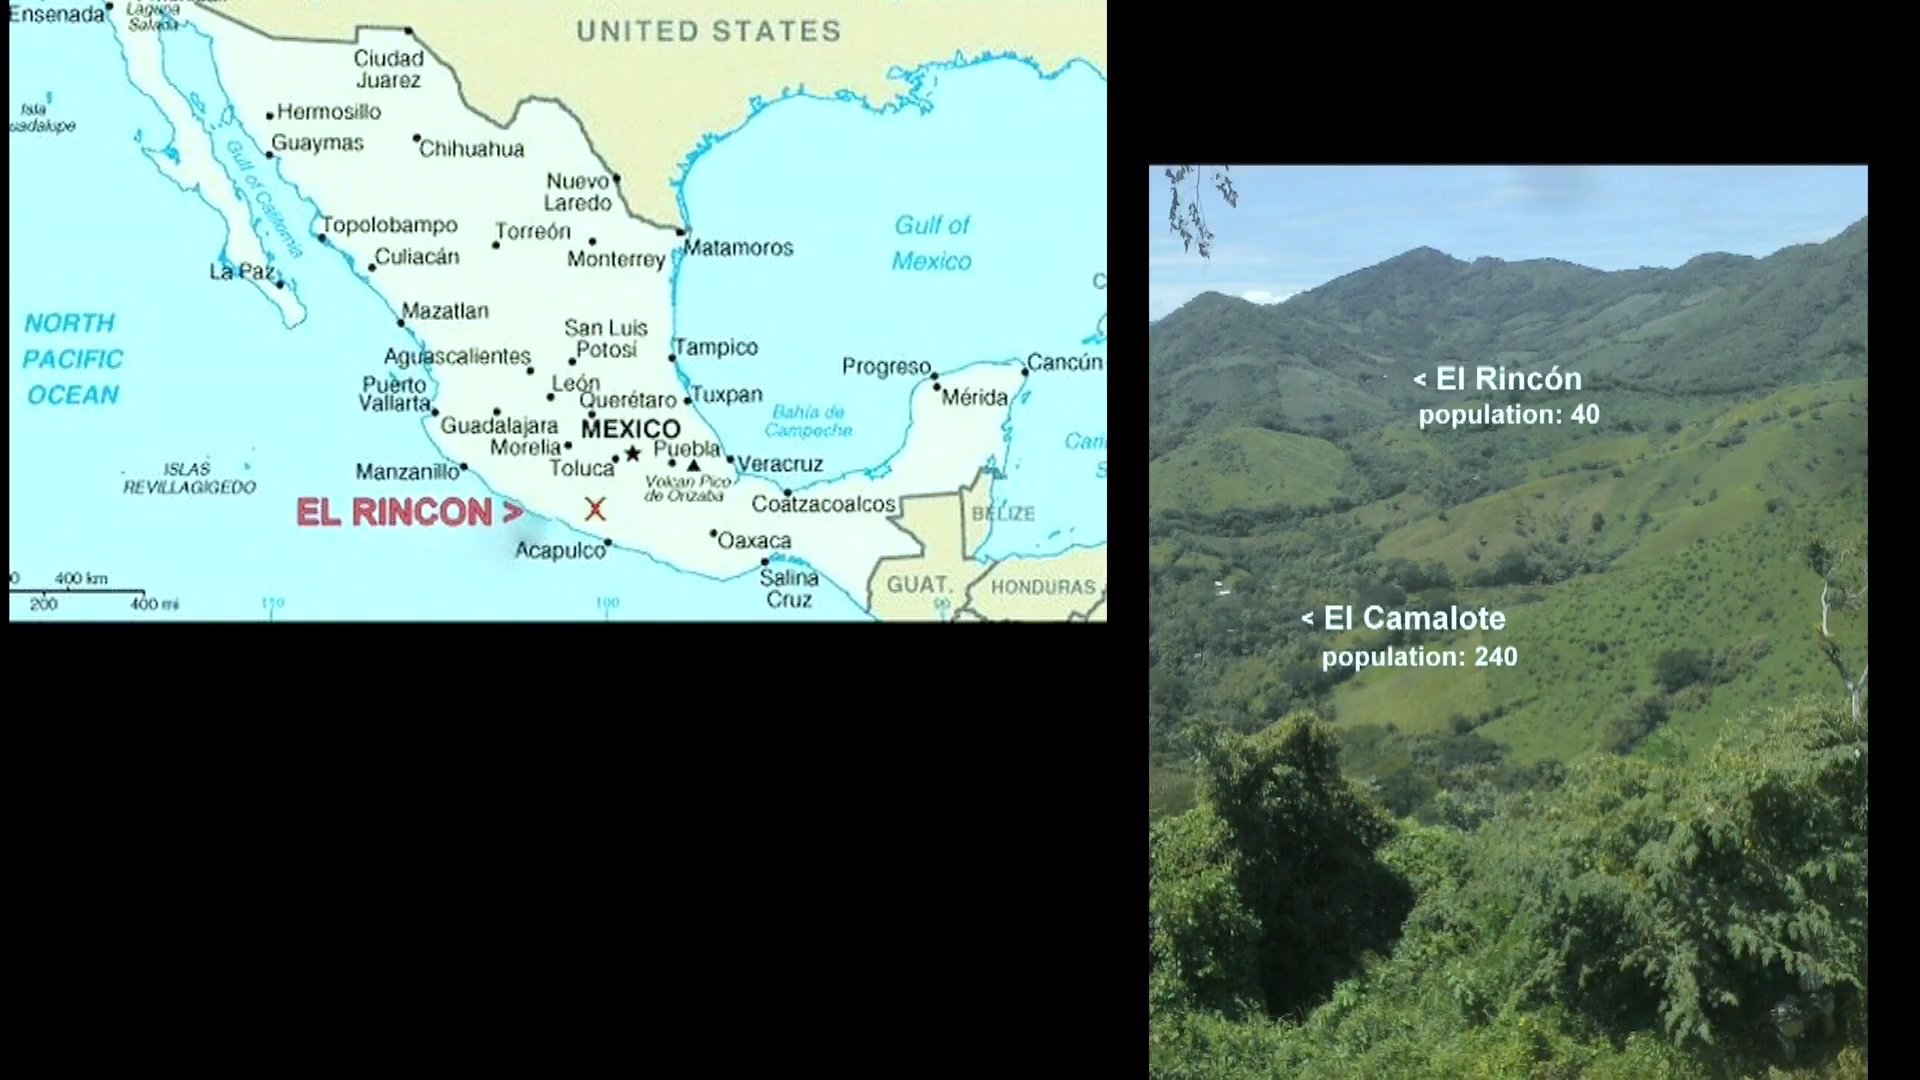 Ensenada
Laguna
Salada
UNITED STATES
Ciudad
Juarez
Isla
Hermosillo
Guaymas
Chihuahua
Gulf of California
Nuevo
Laredo
Topolobampo
Torreón
Gulf of
Mexico
Culiacán
Monterrey
Matamoros
La Paz
Mazatlan
NORTH
PACIFIC
OCEAN
San Luis
Potosí
Tampico
Aguascalientes
Progreso
Cancún
Puerto
Vallarta
León
Querétaro
Tuxpan
Mérida
Bahía de
Campeche
Guadalajara
MEXICO
Morelia
Puebla
Toluca
Veracruz
ISLAS
REVILLAGIGEDO
Manzanillo
Volcan Pico
de Orizaba
Coatzacoalcos
EL RINCON >
X
BELIZE
Acapulco
Oaxaca
Salina
Cruz
GUAT.
HONDURAS
0 400 km
200 400 mi
110
100
90
< El Rincón
population: 40
< El Camalote
population: 240